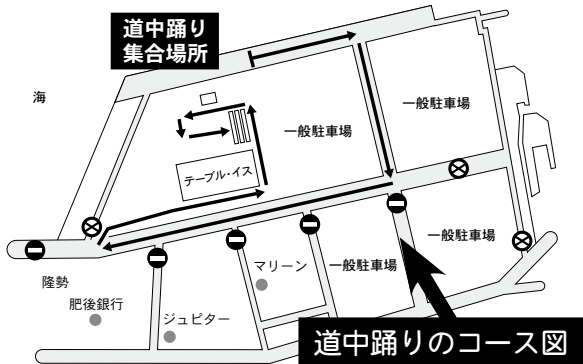 道中踊り
集合場所
海
一般駐車場
一般駐車場
テーブル・イス
一般駐車場
一般駐車場
マリーン
隆勢
肥後銀行
ジュピター
道中踊りのコース図